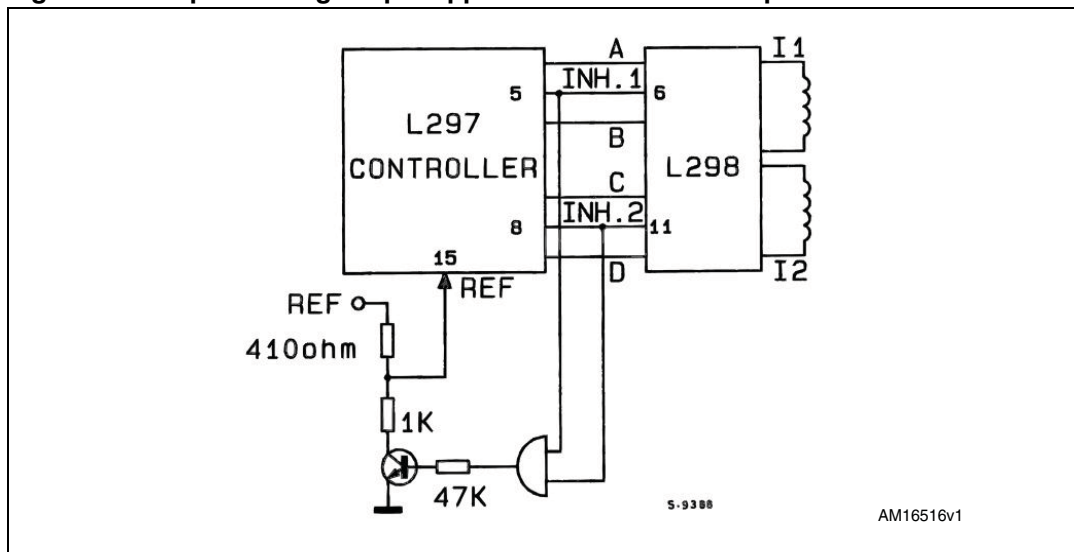 A
I1
INH.1
5
6
L297
B
CONTROLLER
L298
C
INH.2
8
11
15
D
I2
REF
REF
410ohm
1K
47K
S-9388
AM16516v1